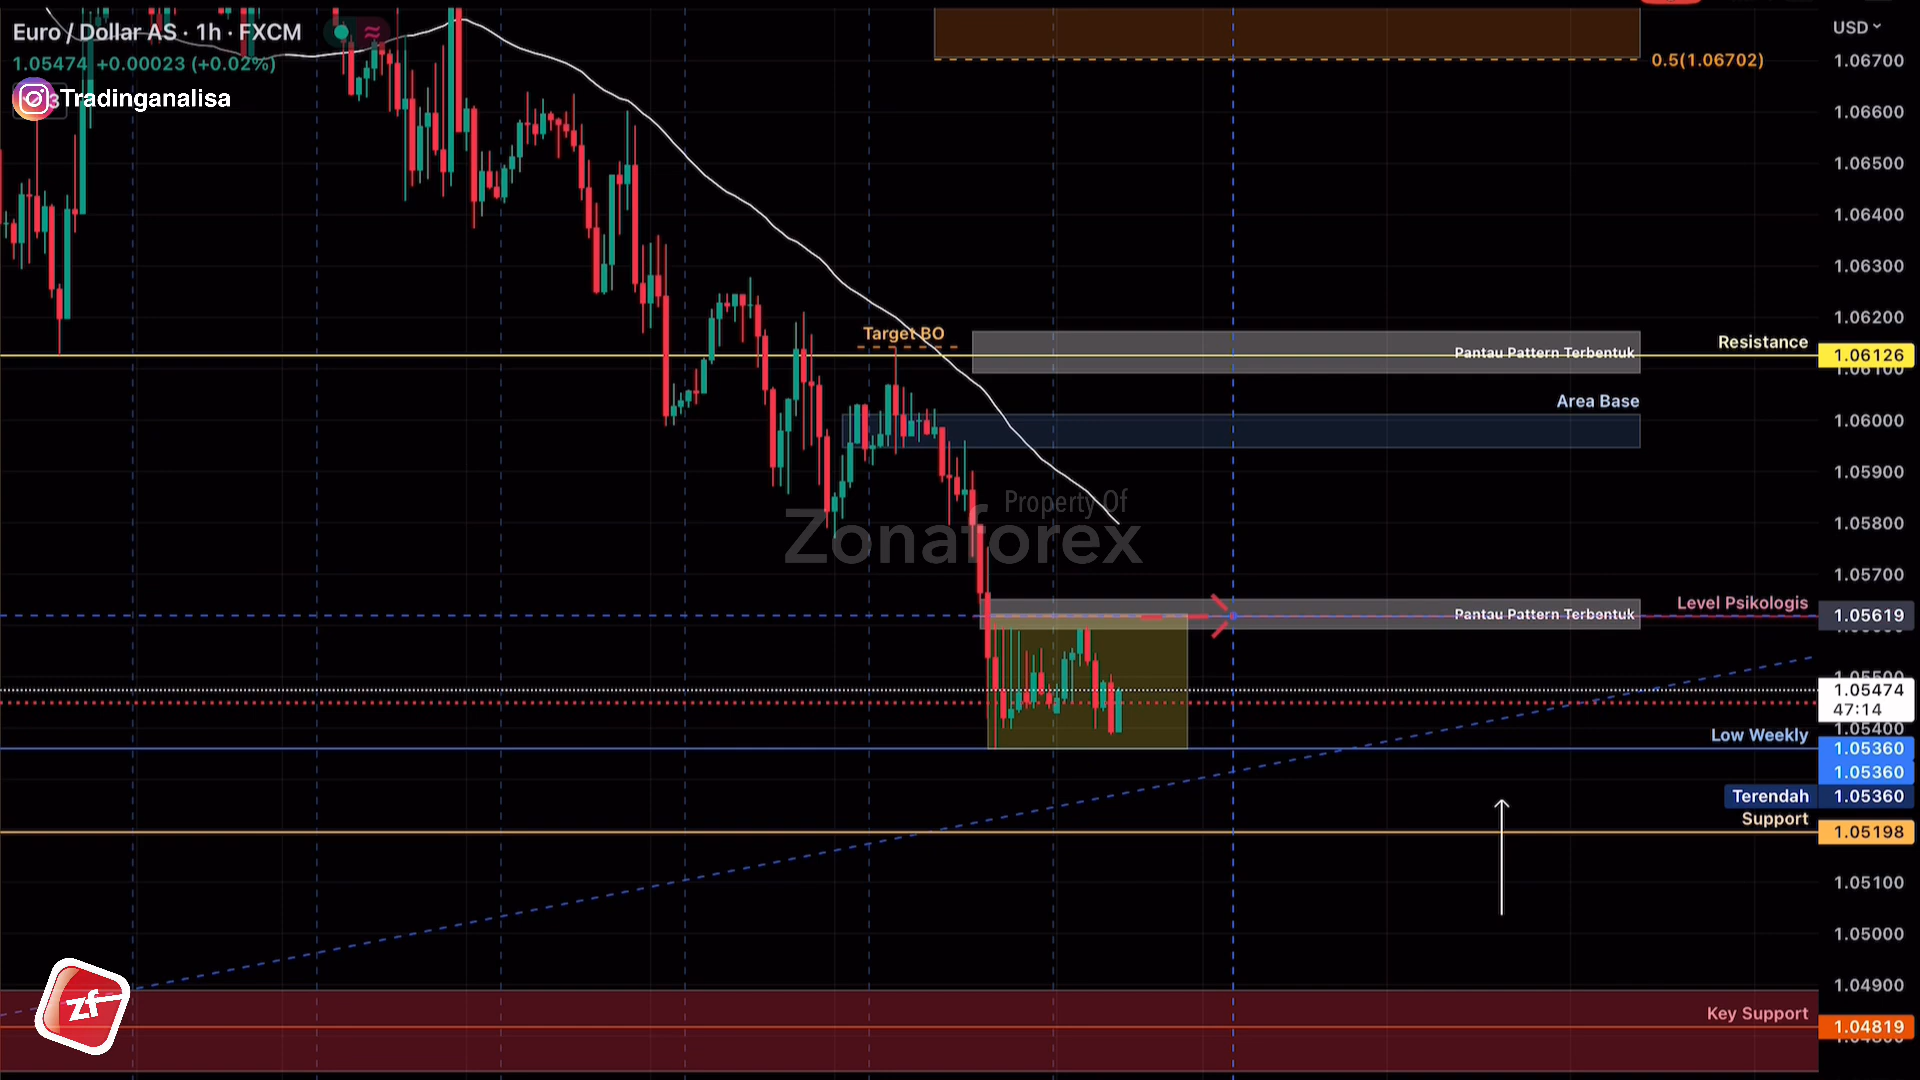 Euro / Dollar AS · 1h · FXCM
1.05474 +0.00023 (+0.02%)
Tradinganalisa
USD
0.5(1.06702)
1.06700
1.06600
1.06500
1.06400
1.06300
1.06200
Target BO
Resistance
Pantau Pattern Terbentuk
1.06126
1.06100
Area Base
1.06000
1.05900
Property Of
Zonaforex
1.05800
1.05700
Level Psikologis
Pantau Pattern Terbentuk
1.05619
1.05474
47:14
1.05400
Low Weekly
1.05360
1.05360
Terendah
1.05360
Support
1.05198
1.05100
1.05000
1.04900
zf
Key Support
1.04819